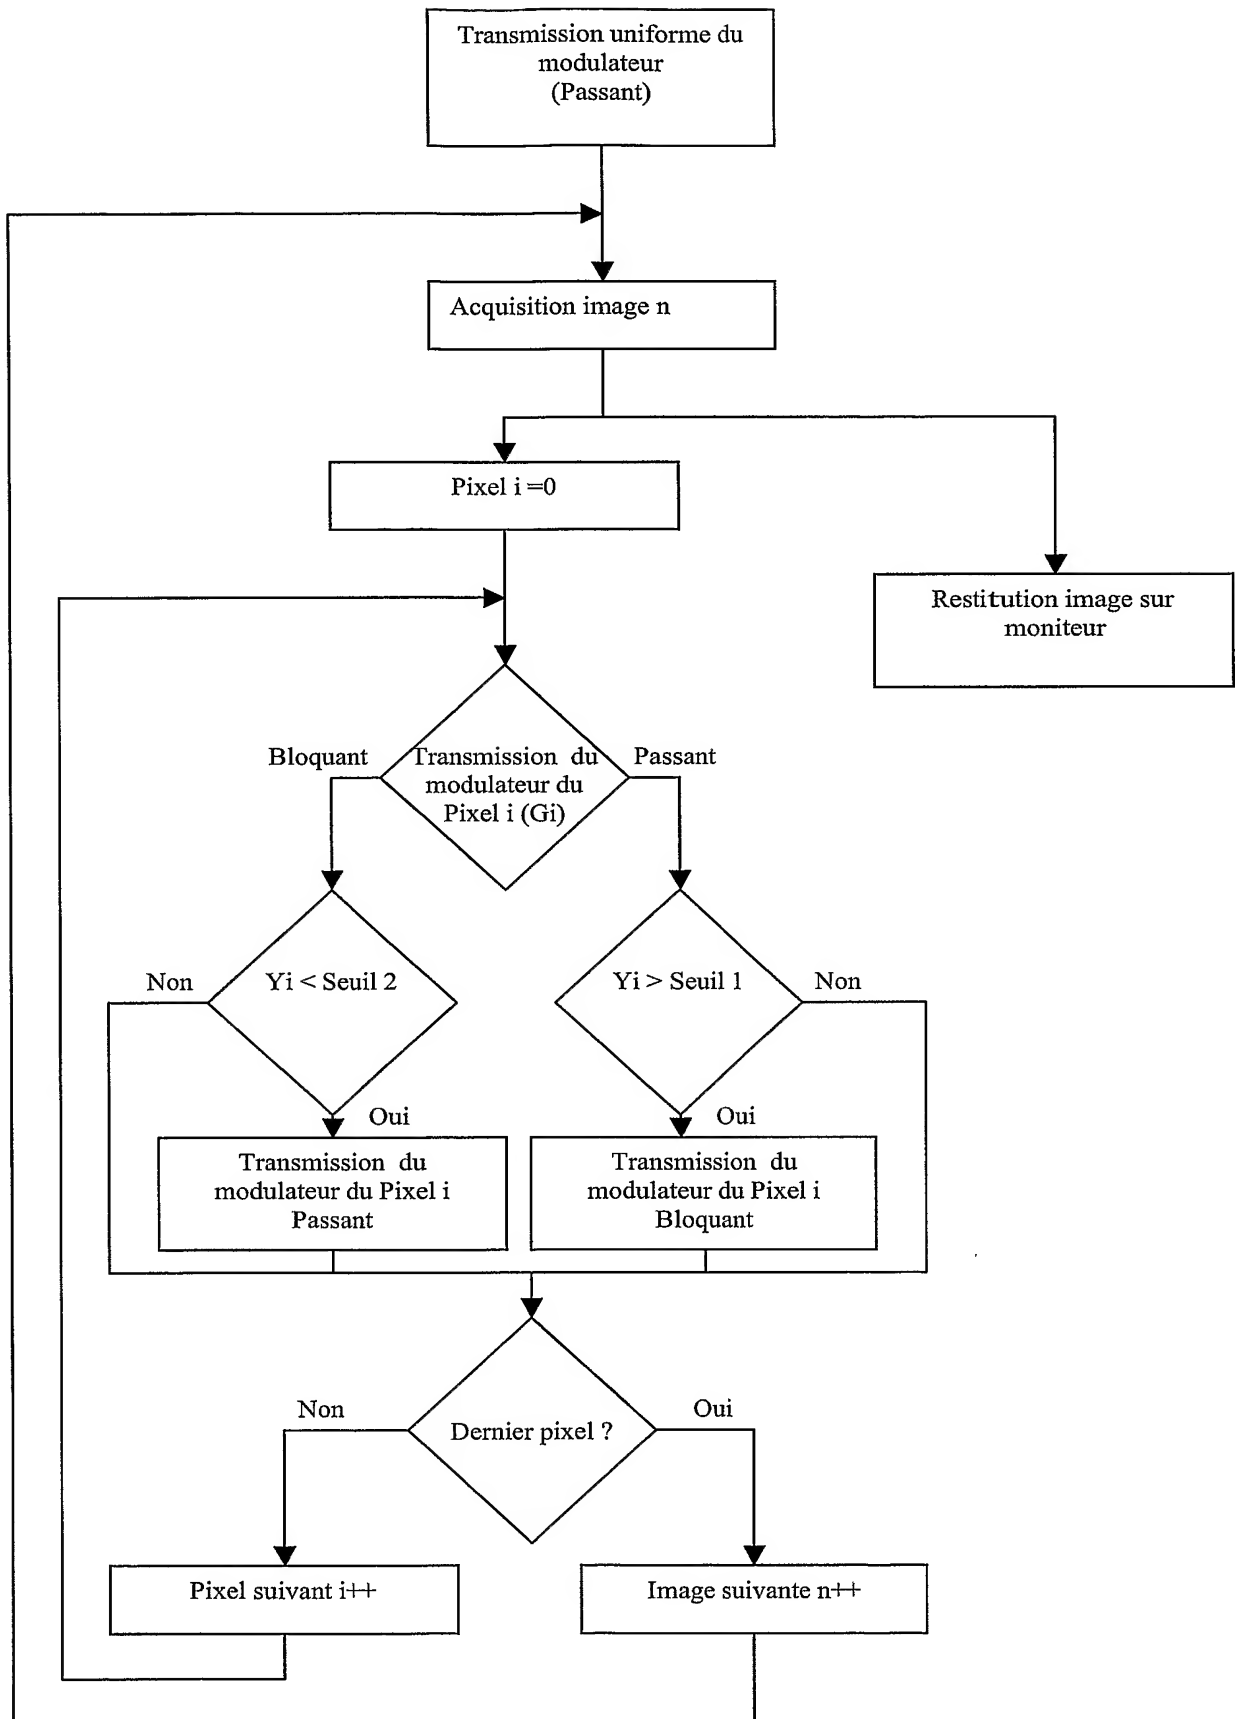 Transmission uniforme du
modulateur
(Passant)
Acquisition image n
Pixel i =0
Restitution image sur
moniteur
Bloquant
Transmission du
modulateur du
Pixel i (Gi)
Passant
Non
Yi < Seuil 2
Yi > Seuil 1
Non
Oui
Oui
Transmission du
modulateur du Pixel i
Passant
Transmission du
modulateur du Pixel i
Bloquant
Non
Dernier pixel ?
Oui
Pixel suivant i++
Image suivante n++